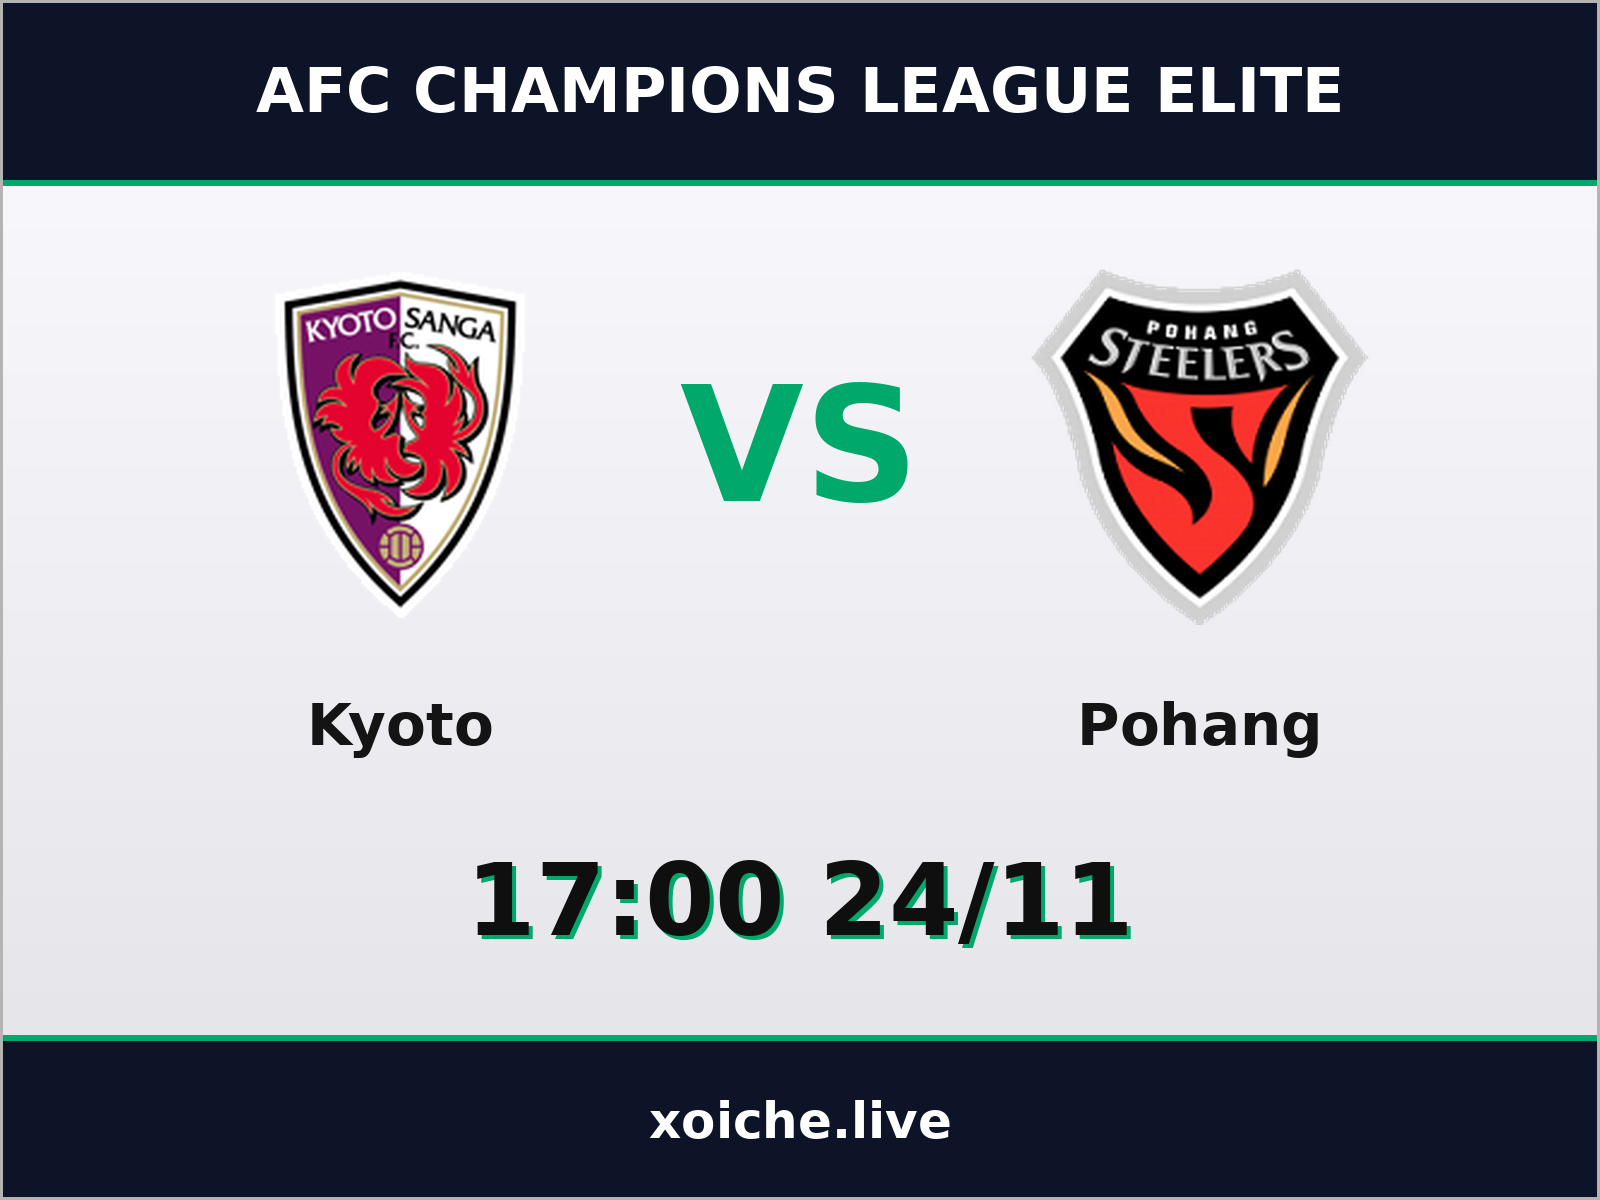 AFC CHAMPIONS LEAGUE ELITE
KYOTO SANGA
F.C.
POHANG
STEELERS
VS
Kyoto
Pohang
17:00 24/11
xoiche.live